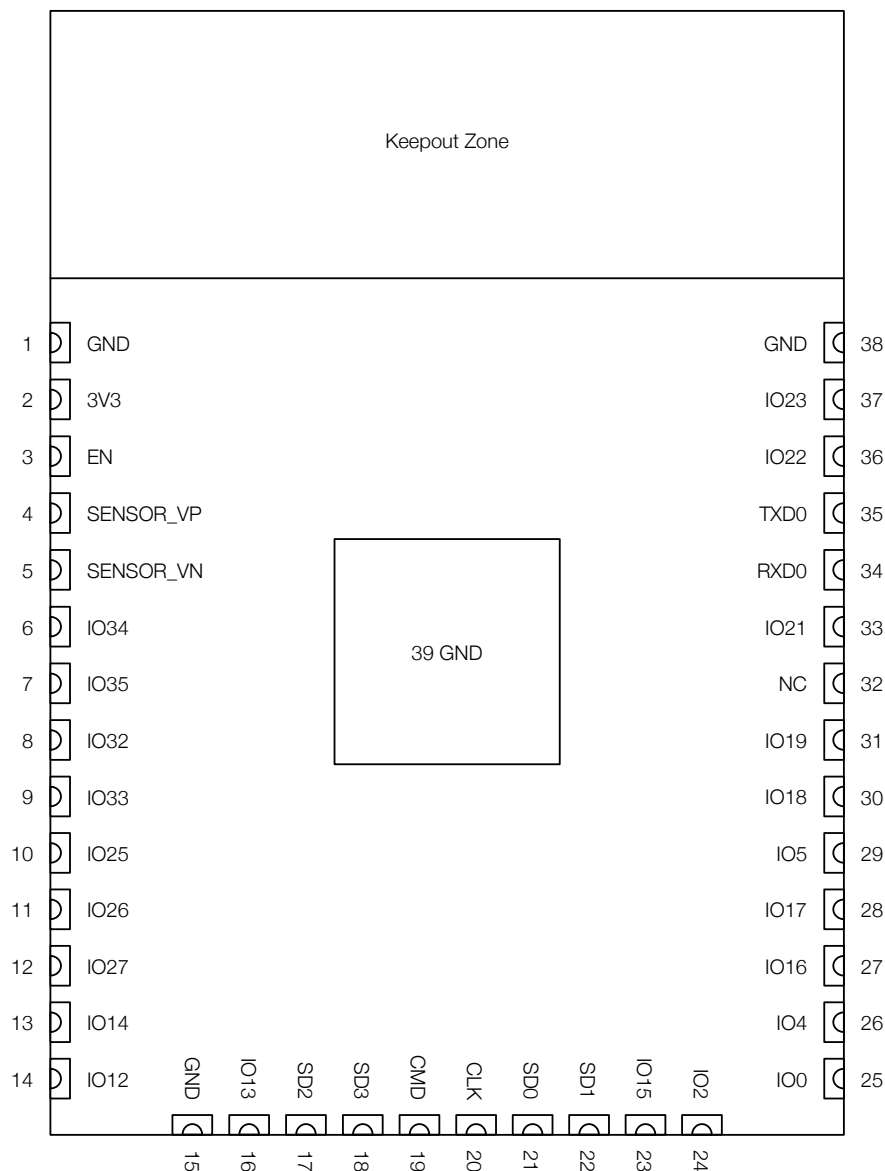 Keepout Zone
1 GND
GND 38
2 3V3
IO23 37
3 EN
IO22 36
4 SENSOR_VP
TXD0 35
5 SENSOR_VN
RXD0 34
6 IO34
IO21 33
39 GND
7 IO35
NC 32
8 IO32
IO19 31
9 IO33
IO18 30
10 IO25
IO5 29
11 IO26
IO17 28
12 IO27
IO16 27
13 IO14
IO4 26
14 IO12
IO0 25
GND 15
IO13 16
SD2 17
SD3 18
CMD 19
CLK 20
SD0 21
SD1 22
IO15 23
IO2 24